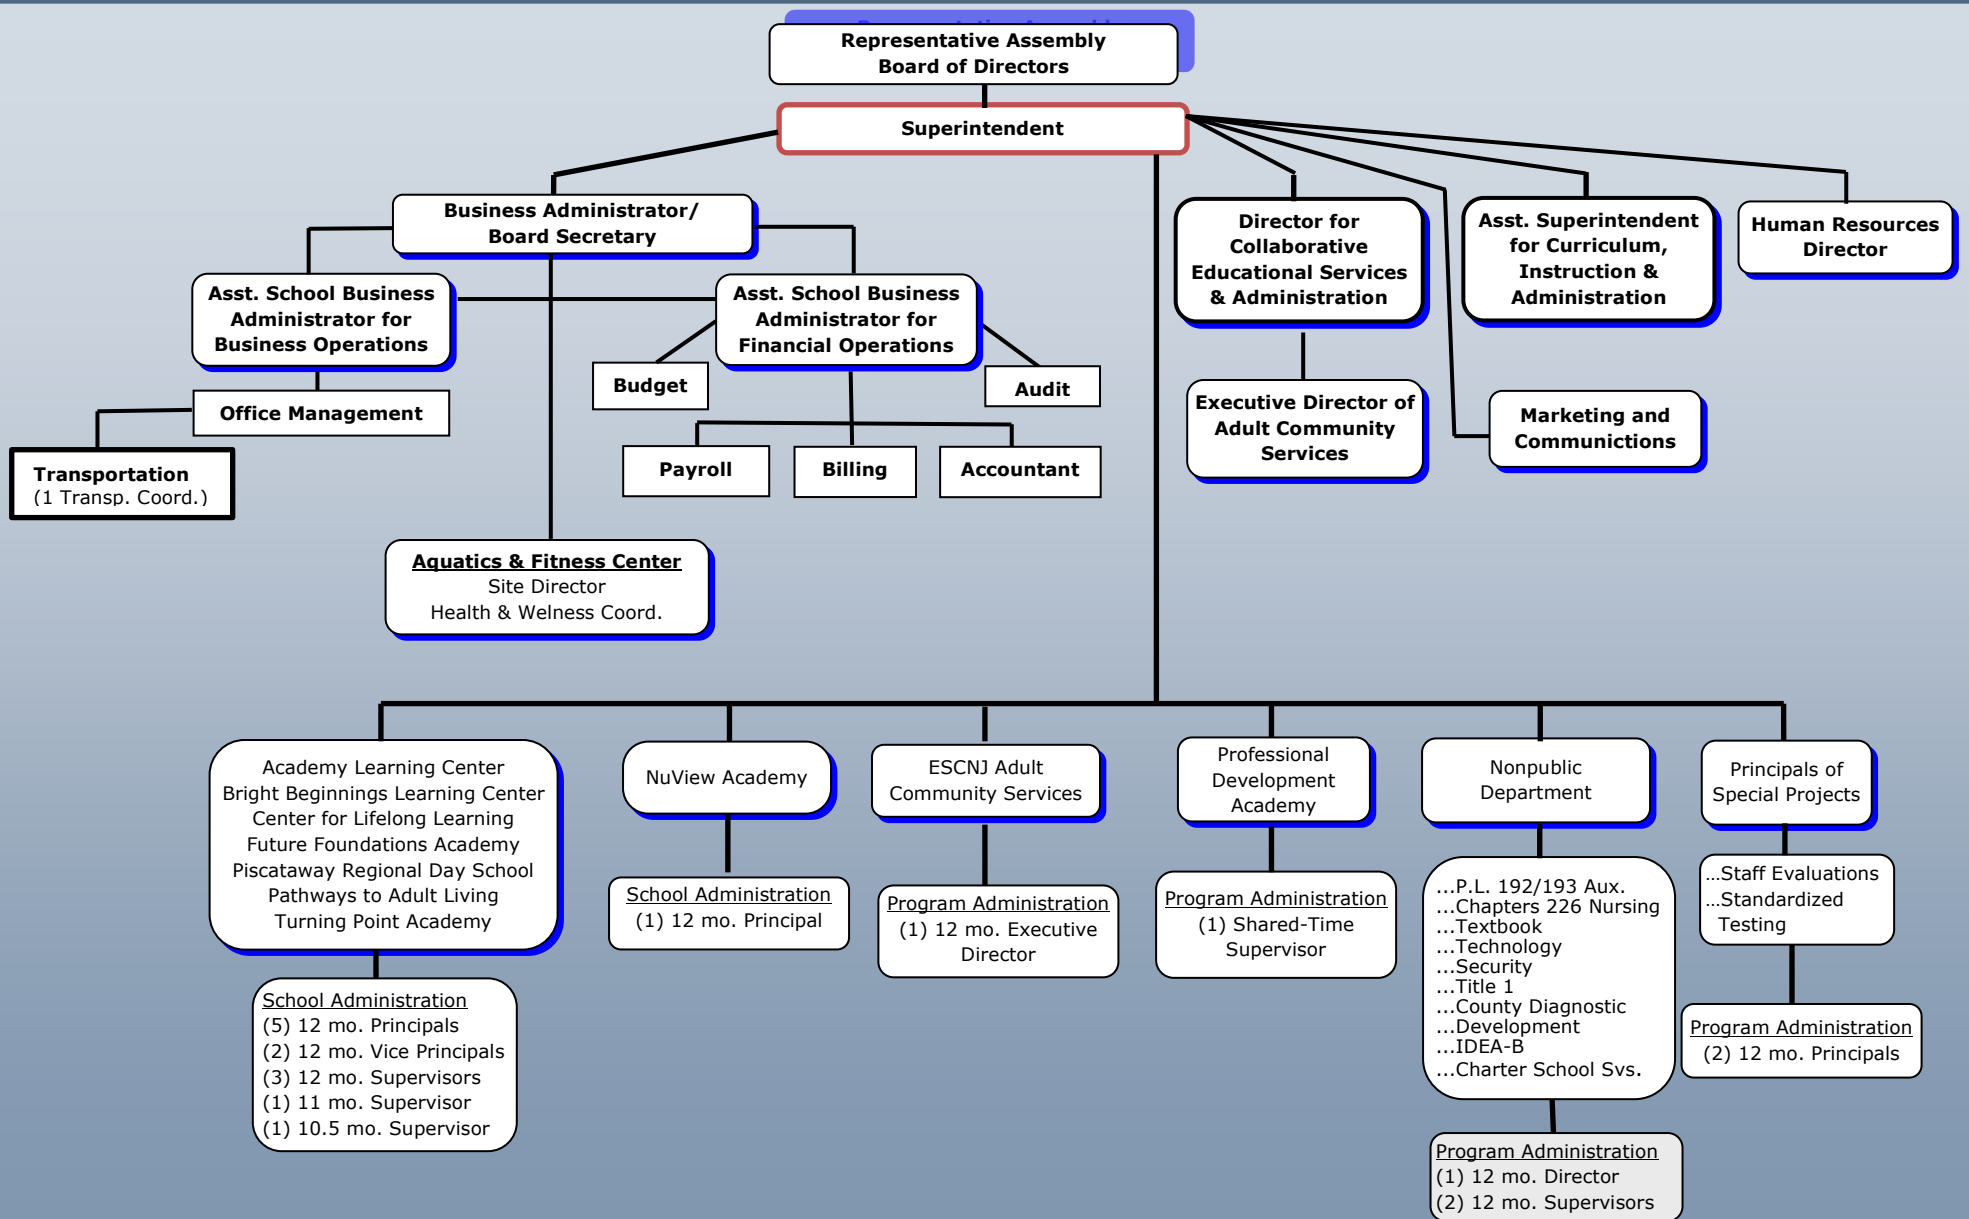 Representative Assembly
Board of Directors
Superintendent
Business Administrator/
Board Secretary
Director for
Collaborative
Educational Services
& Administration
Asst. Superintendent
for Curriculum,
Instruction &
Administration
Human Resources
Director
Asst. School Business
Administrator for
Business Operations
Asst. School Business
Administrator for
Financial Operations
Budget
Audit
Office Management
Executive Director of
Adult Community
Services
Marketing and
Communictions
Transportation
(1 Transp. Coord.)
Payroll
Billing
Accountant
Aquatics & Fitness Center
Site Director
Health & Welness Coord.
Academy Learning Center
Bright Beginnings Learning Center
Center for Lifelong Learning
Future Foundations Academy
Piscataway Regional Day School
Pathways to Adult Living
Turning Point Academy
NuView Academy
ESCNJ Adult
Community Services
Professional
Development
Academy
Nonpublic
Department
Principals of
Special Projects
School Administration
(5) 12 mo. Principals
(2) 12 mo. Vice Principals
(3) 12 mo. Supervisors
(1) 11 mo. Supervisor
(1) 10.5 mo. Supervisor
School Administration
(1) 12 mo. Principal
Program Administration
(1) 12 mo. Executive
Director
Program Administration
(1) Shared-Time
Supervisor
...P.L. 192/193 Aux.
...Chapters 226 Nursing
...Textbook
...Technology
...Security
...Title 1
...County Diagnostic
...Development
...IDEA-B
...Charter School Svs.
Program Administration
(1) 12 mo. Director
(2) 12 mo. Supervisors
...Staff Evaluations
...Standardized
Testing
Program Administration
(2) 12 mo. Principals